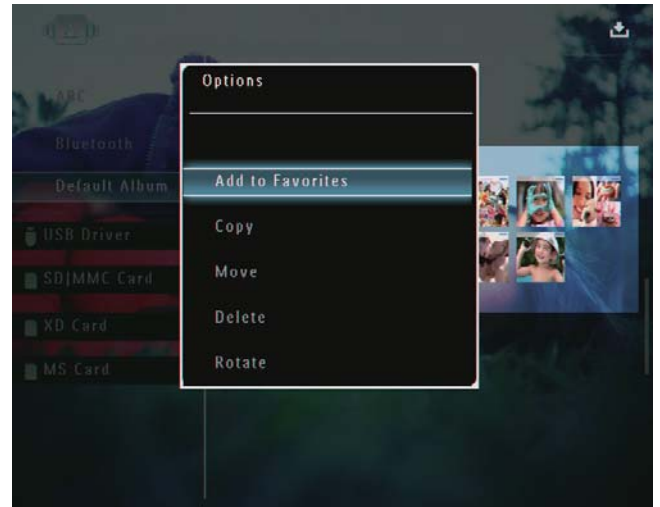 Options
ABC
Bluetooth
Default Album
USB Driver
SD|MMC Card
XD Card
MS Card
Add to Favorites
Copy
Move
Delete
Rotate